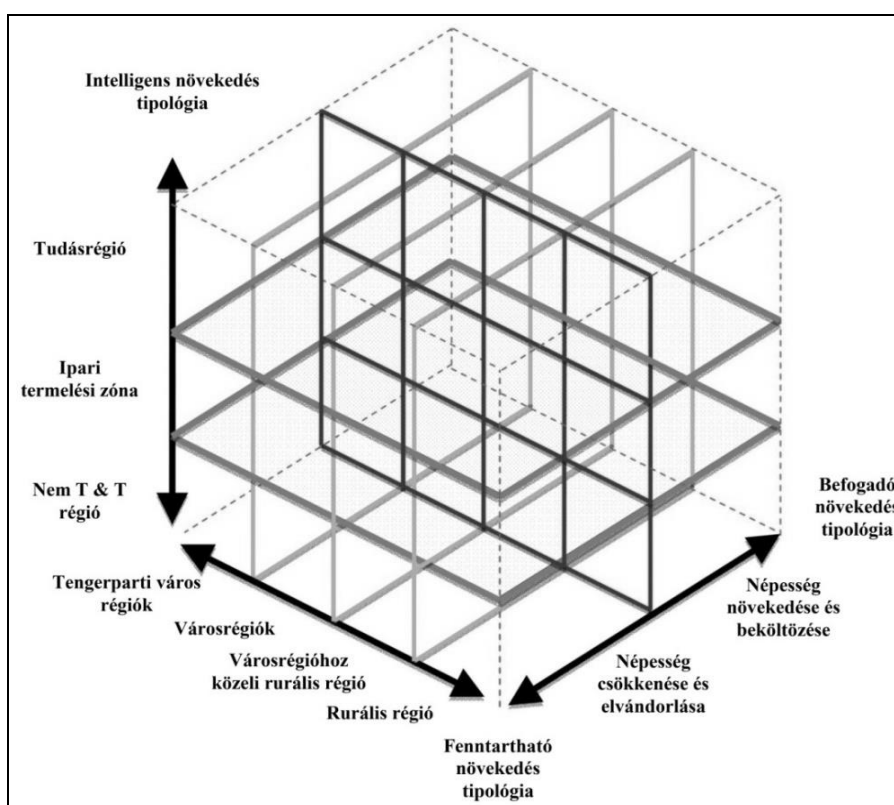 Intelligens növekedés
tipológia
Tudásrégió
Ipari
termelési zóna
Nem T & T
régió
Tengerparti város
régiók
Városrégiók
Városrégióhoz
közeli rurális régió
Rurális régió
Fenntartható
növekedés
tipológia
Népesség
csökkenése és
elvándorlása
Népesség
növekedése és
beköltözése
Befogadó
növekedés
tipológia